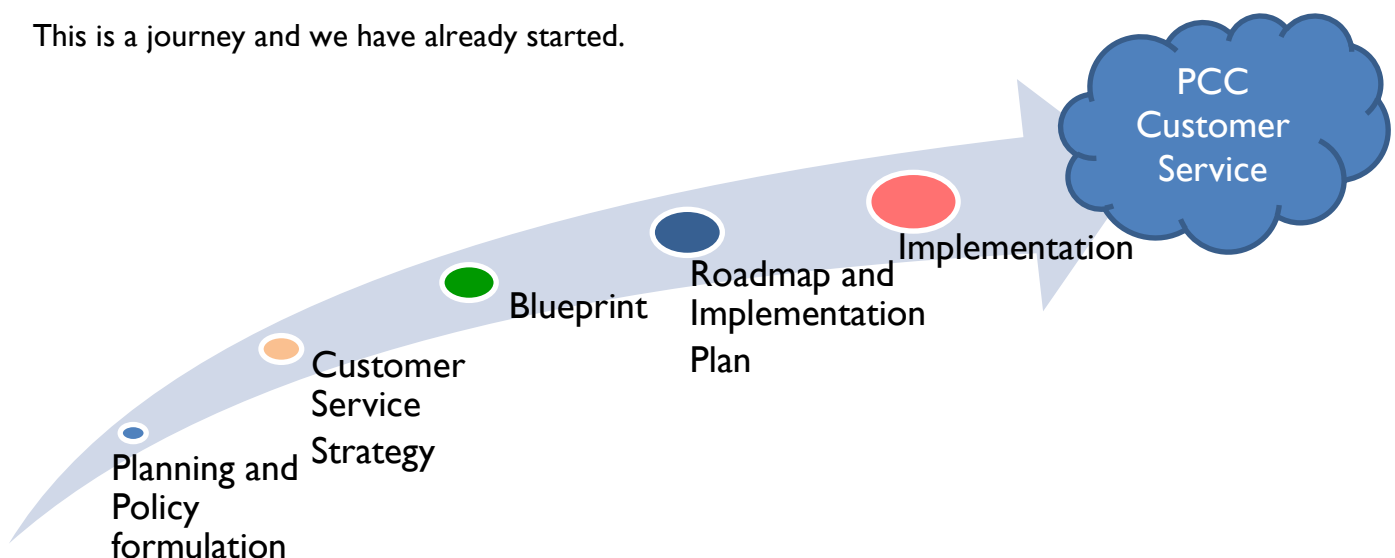 This is a journey and we have already started.
PCC
Customer
Service
Implementation
Roadmap and
Implementation
Plan
Blueprint
Customer
Service
Strategy
Planning and
Policy
formulation